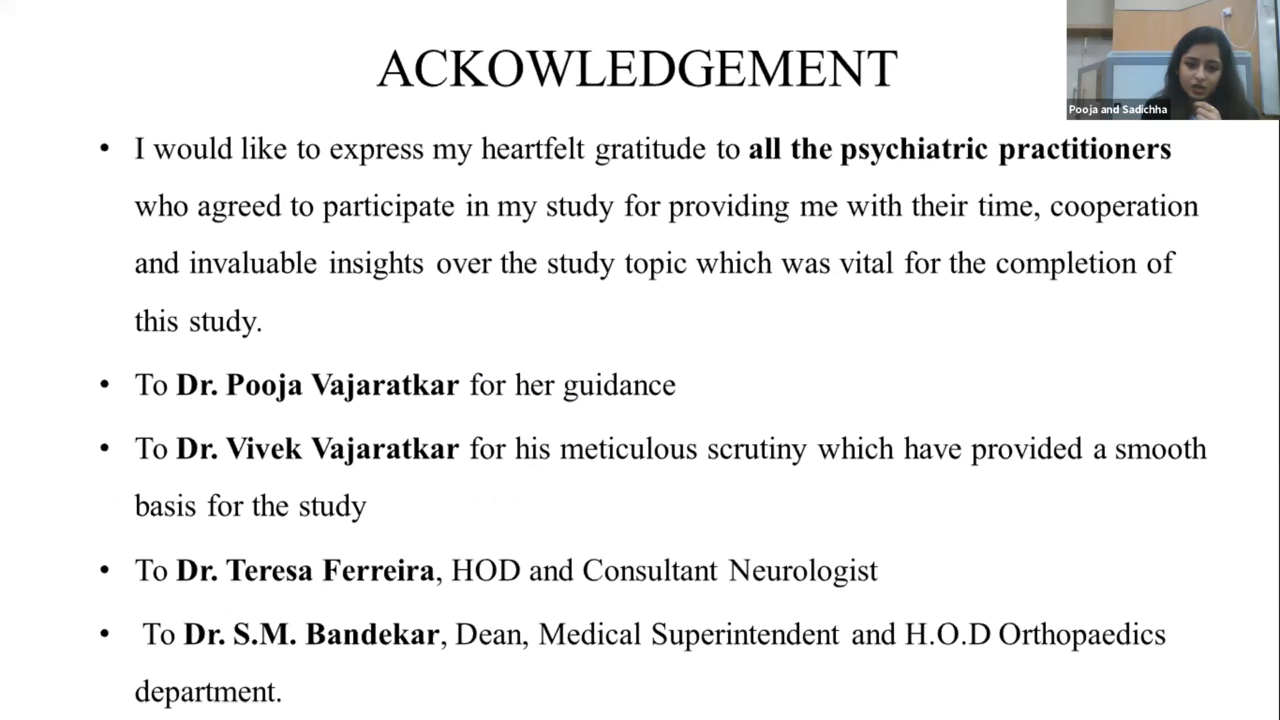 ACKOWLEDGEMENT
Pooja and Sadichha
• I would like to express my heartfelt gratitude to all the psychiatric practitioners
who agreed to participate in my study for providing me with their time, cooperation
and invaluable insights over the study topic which was vital for the completion of
this study.
• To Dr. Pooja Vajaratkar for her guidance
• To Dr. Vivek Vajaratkar for his meticulous scrutiny which have provided a smooth
basis for the study
• To Dr. Teresa Ferreira, HOD and Consultant Neurologist
• To Dr. S.M. Bandekar, Dean, Medical Superintendent and H.O.D Orthopaedics
department.